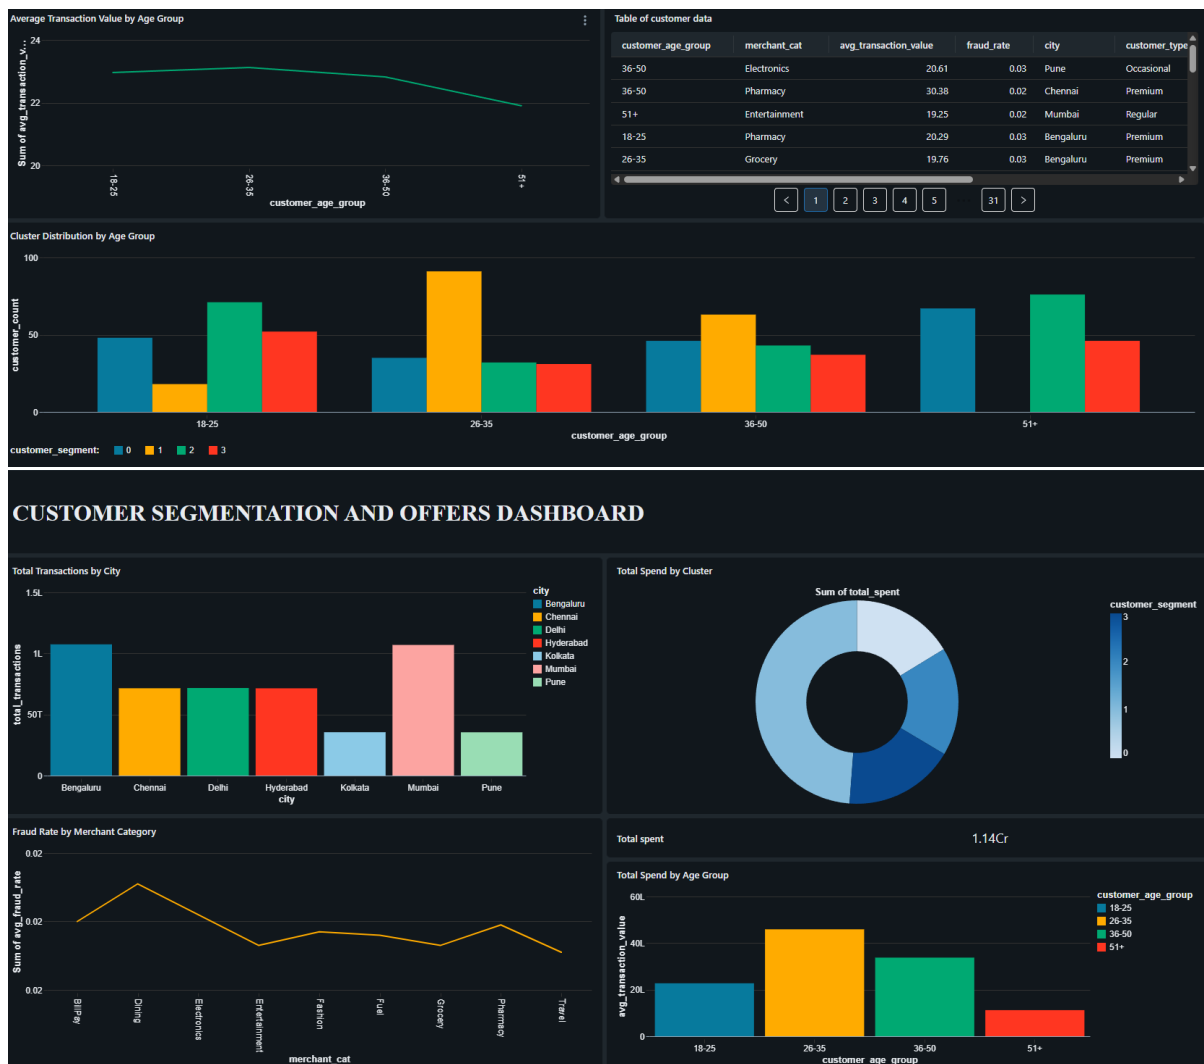 Average Transaction Value by Age Group
24
22
20
Sum of avg_transaction_v...
18-25
26-35
36-50
51+
customer_age_group
Table of customer data
customer_age_group merchant_cat avg_transaction_value fraud_rate city customer_type
36-50 Electronics 20.61 0.03 Pune Occasional
36-50 Pharmacy 30.38 0.02 Chennai Premium
51+ Entertainment 19.25 0.02 Mumbai Regular
18-25 Pharmacy 20.29 0.03 Bengaluru Premium
26-35 Grocery 19.76 0.03 Bengaluru Premium
< 1 2 3 4 5 ... 31 >
Cluster Distribution by Age Group
100
50
0
customer_count
18-25 26-35 36-50 51+
customer_age_group
customer_segment: 0 1 2 3
CUSTOMER SEGMENTATION AND OFFERS DASHBOARD
Total Transactions by City
1.5L
1L
50T
0
total_transactions
Bengaluru Chennai Delhi Hyderabad Kolkata Mumbai Pune
city
city
Bengaluru
Chennai
Delhi
Hyderabad
Kolkata
Mumbai
Pune
Total Spend by Cluster
Sum of total_spent
customer_segment
3
2
1
0
Fraud Rate by Merchant Category
0.02
0.02
0.02
Sum of avg_fraud_rate
BillPay
Dining
Electronics
Entertainment
Fashion
Fuel
Grocery
Pharmacy
Travel
merchant_cat
Total spent 1.14Cr
Total Spend by Age Group
60L
40L
20L
0
avg_transaction_value
18-25 26-35 36-50 51+
customer_age_group
customer_age_group
18-25
26-35
36-50
51+